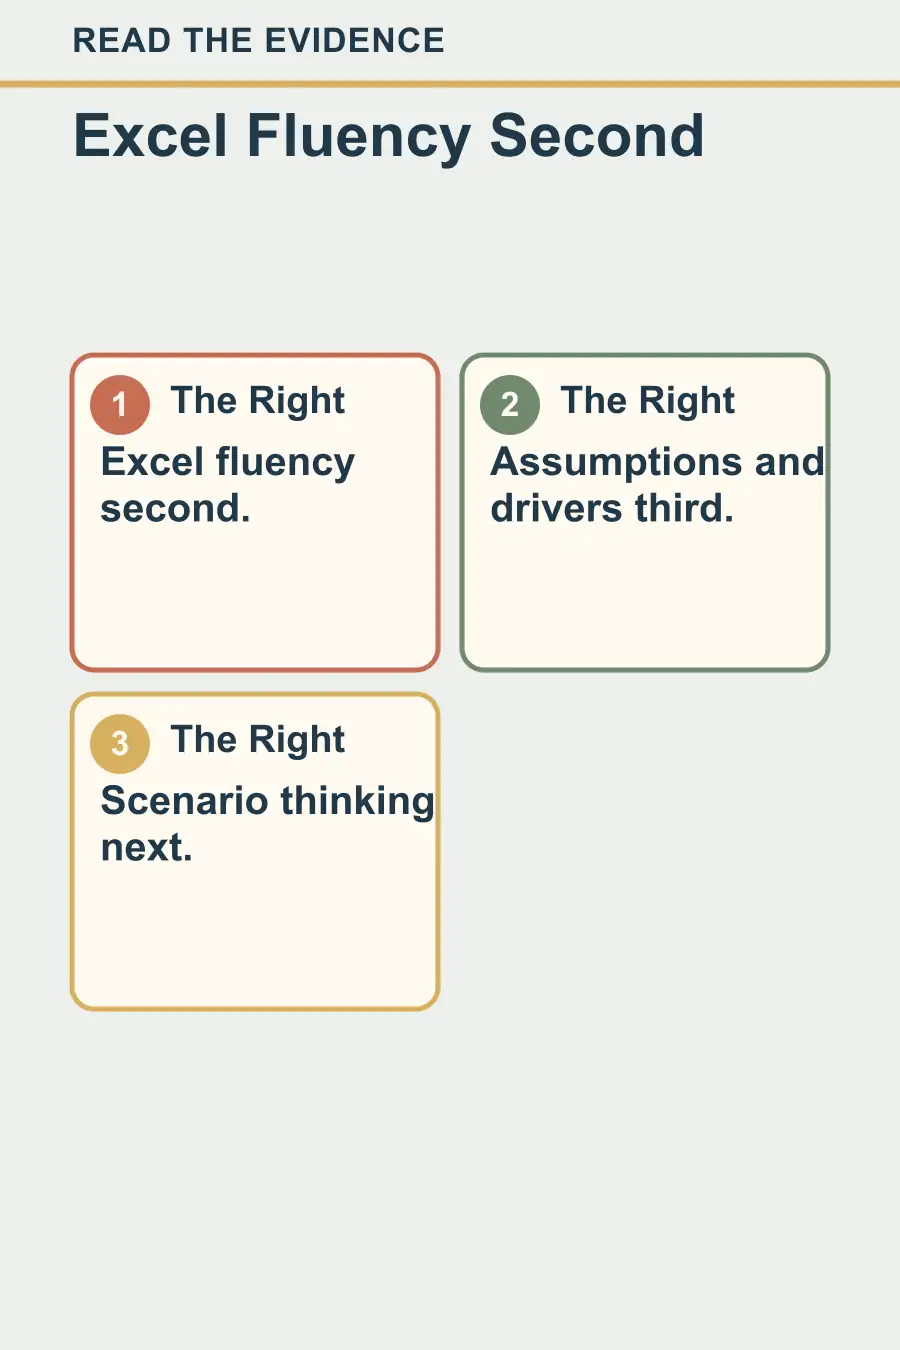 READ THE EVIDENCE
Excel Fluency Second
1 The Right
Excel fluency
second.
2 The Right
Assumptions and
drivers third.
3 The Right
Scenario thinking
next.